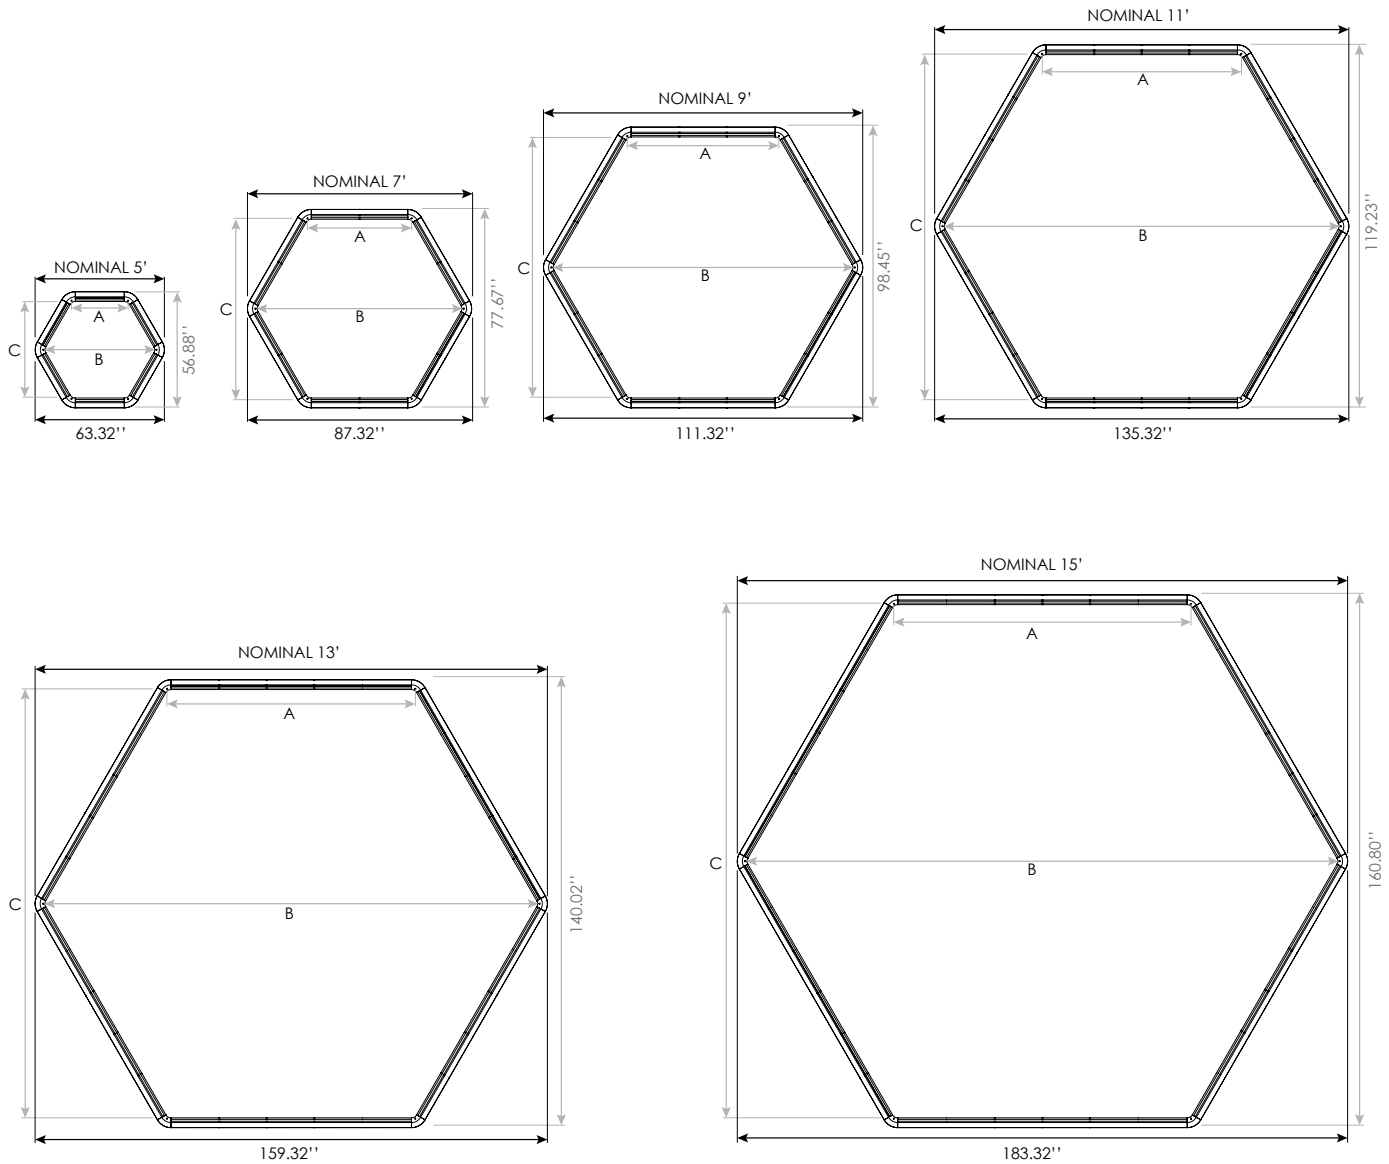 NOMINAL 5'
A
B
C
56.88''
63.32''
NOMINAL 7'
A
B
C
77.67''
87.32''
NOMINAL 9'
A
B
C
98.45''
111.32''
NOMINAL 11'
A
B
C
119.23''
135.32''
NOMINAL 13'
A
B
C
140.02''
159.32''
NOMINAL 15'
A
B
C
160.80''
183.32''